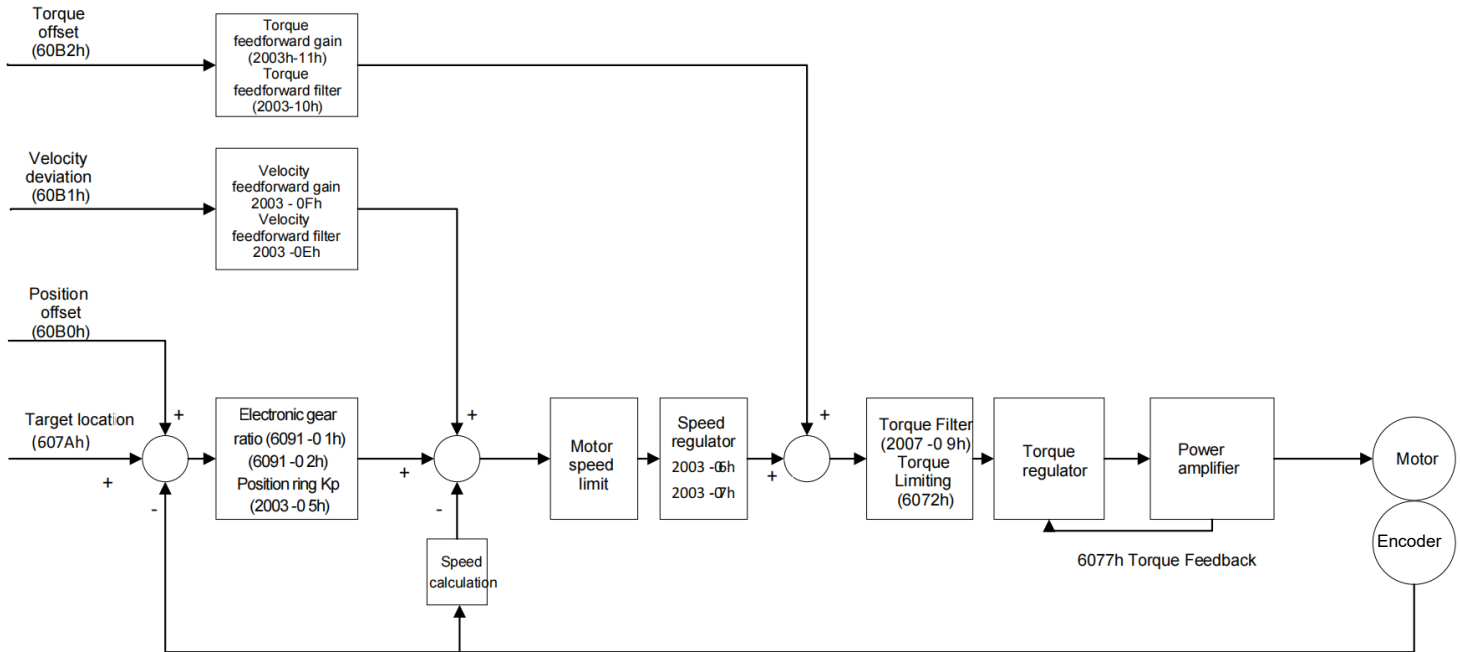 Torque
offset
(60B2h)
Torque
feedforward gain
(2003h-11h)
Torque
feedforward filter
(2003-10h)
Velocity
deviation
(60B1h)
Velocity
feedforward gain
2003 - 0Fh
Velocity
feedforward filter
2003 -0Eh
Position
offset
(60B0h)
Target location
(607Ah)
+
+
-
Electronic gear
ratio (6091 -0 1h)
(6091 -0 2h)
Position ring Kp
(2003 -0 5h)
+
+
-
Speed
calculation
Motor
speed
limit
Speed
regulator
2003 -06h
2003 -07h
+
+
Torque Filter
(2007 -0 9h)
Torque
Limiting
(6072h)
Torque
regulator
Power
amplifier
6077h Torque Feedback
Motor
Encoder